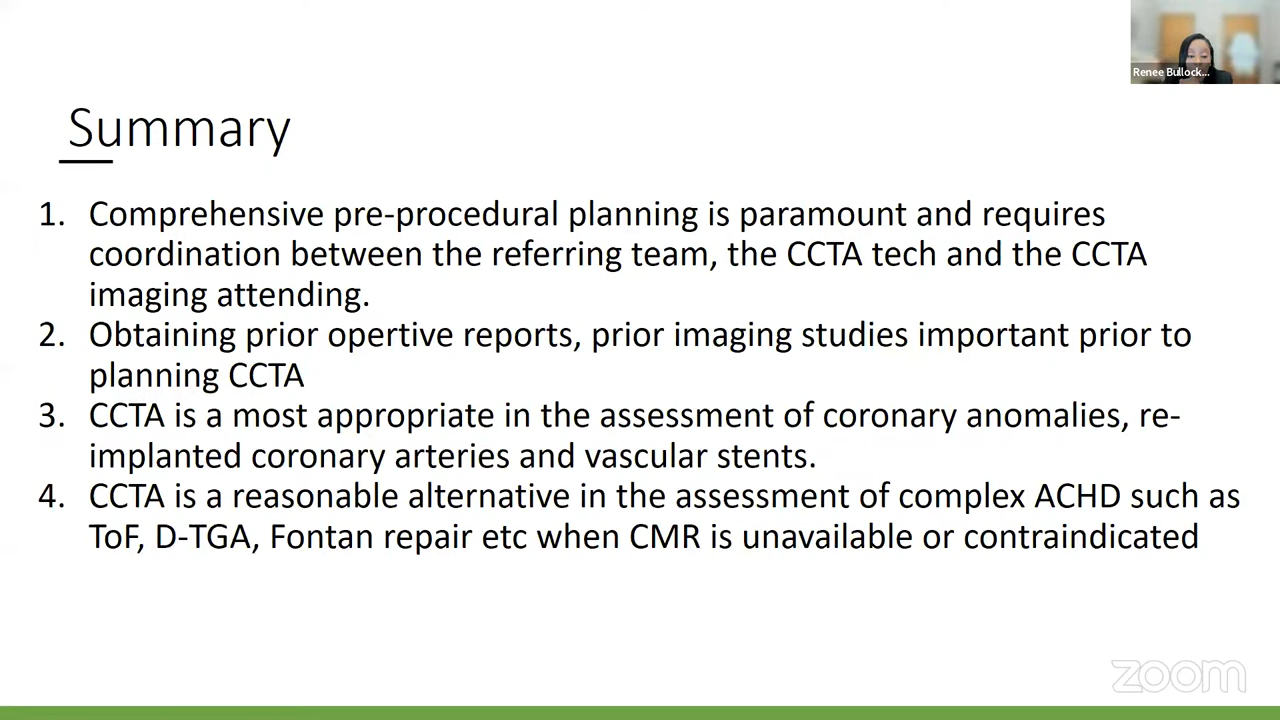 Renee Bullock...
Summary
1. Comprehensive pre-procedural planning is paramount and requires
coordination between the referring team, the CCTA tech and the CCTA
imaging attending.
2. Obtaining prior opertive reports, prior imaging studies important prior to
planning CCTA
3. CCTA is a most appropriate in the assessment of coronary anomalies, re-
implanted coronary arteries and vascular stents.
4. CCTA is a reasonable alternative in the assessment of complex ACHD such as
ToF, D-TGA, Fontan repair etc when CMR is unavailable or contraindicated
zoom